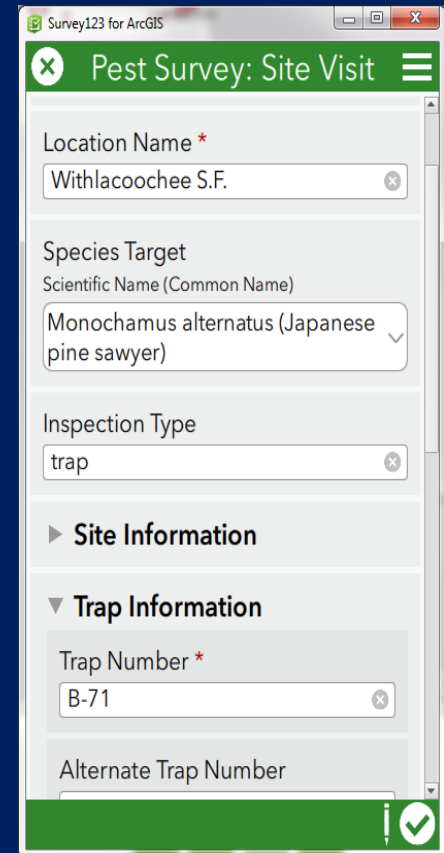 Survey123 for ArcGIS
Pest Survey: Site Visit
Location Name *
Withlacoochee S.F.
Species Target
Scientific Name (Common Name)
Monochamus alternatus (Japanese
pine sawyer)
Inspection Type
trap
Site Information
Trap Information
Trap Number *
B-71
Alternate Trap Number